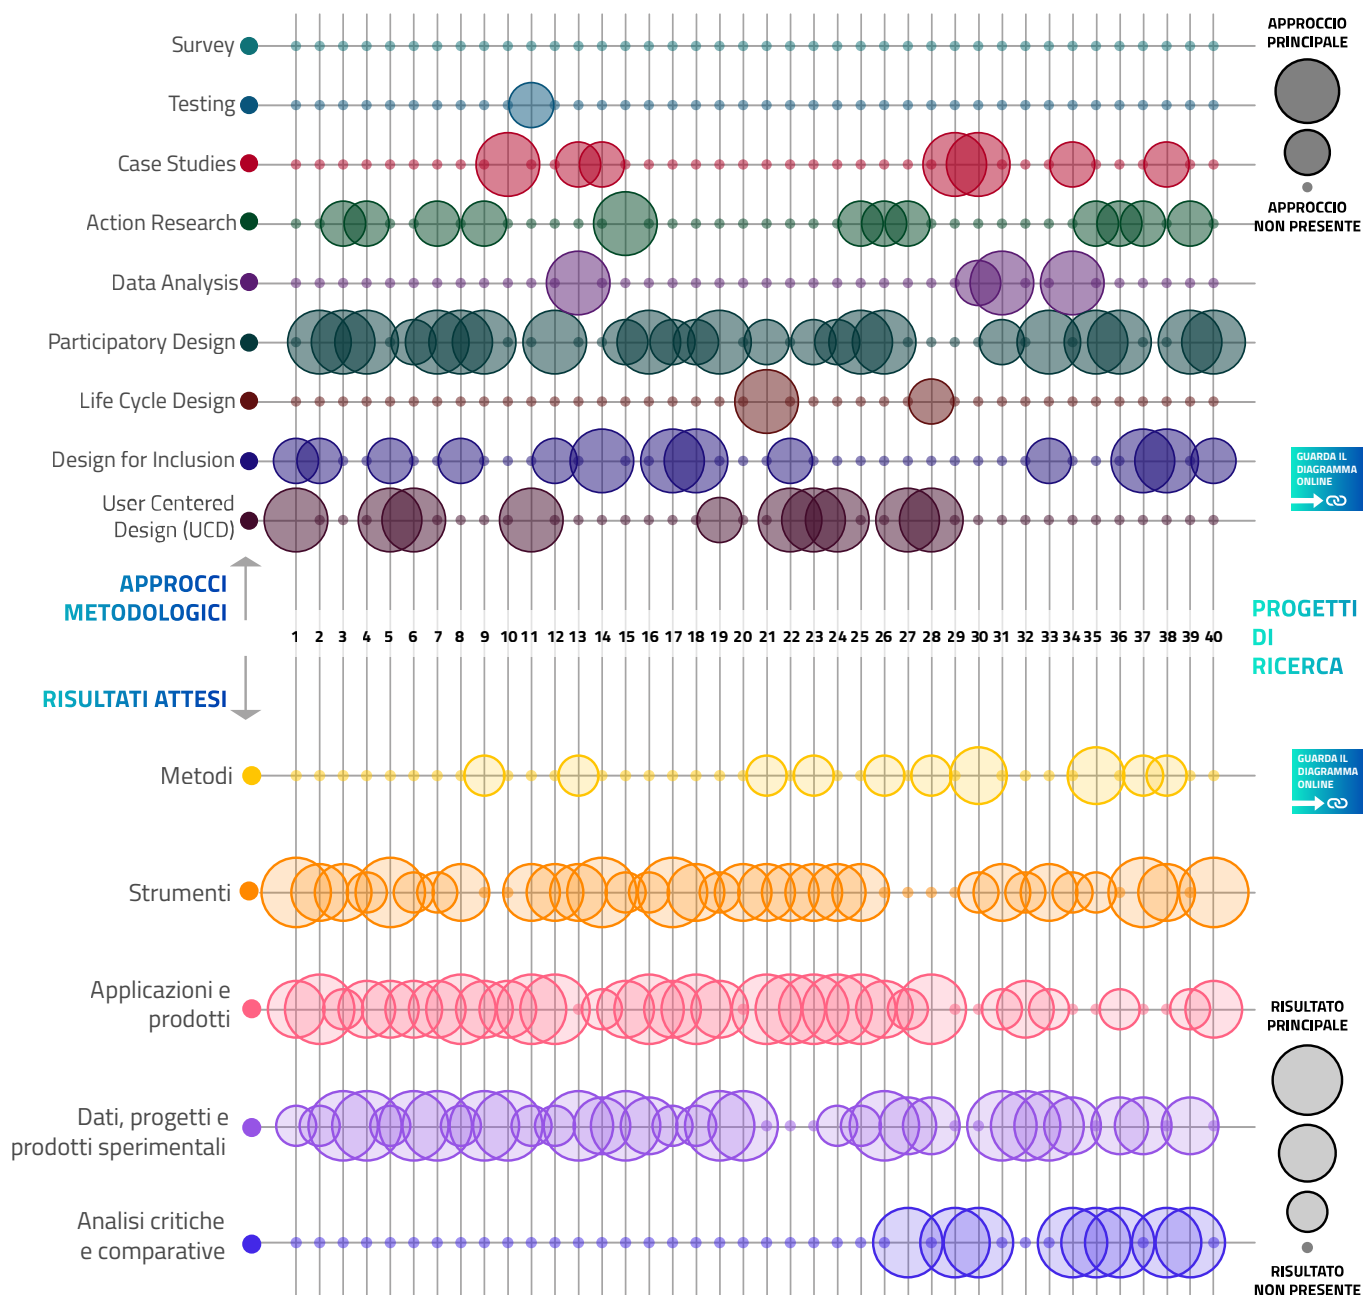 Survey
Testing
Case Studies
Action Research
Data Analysis
Participatory Design
Life Cycle Design
Design for Inclusion
User Centered
Design (UCD)
APPROCCIO
PRINCIPALE
APPROCCIO
NON PRESENTE
GUARDA IL
DIAGRAMMA
ONLINE
APPROCCI
METODOLOGICI
1 2 3 4 5 6 7 8 9 10 11 12 13 14 15 16 17 18 19 20 21 22 23 24 25 26 27 28 29 30 31 32 33 34 35 36 37 38 39 40
PROGETTI
DI
RICERCA
RISULTATI ATTESI
Metodi
GUARDA IL
DIAGRAMMA
ONLINE
Strumenti
Applicazioni e
prodotti
Dati, progetti e
prodotti sperimentali
Analisi critiche
e comparative
RISULTATO
PRINCIPALE
RISULTATO
NON PRESENTE